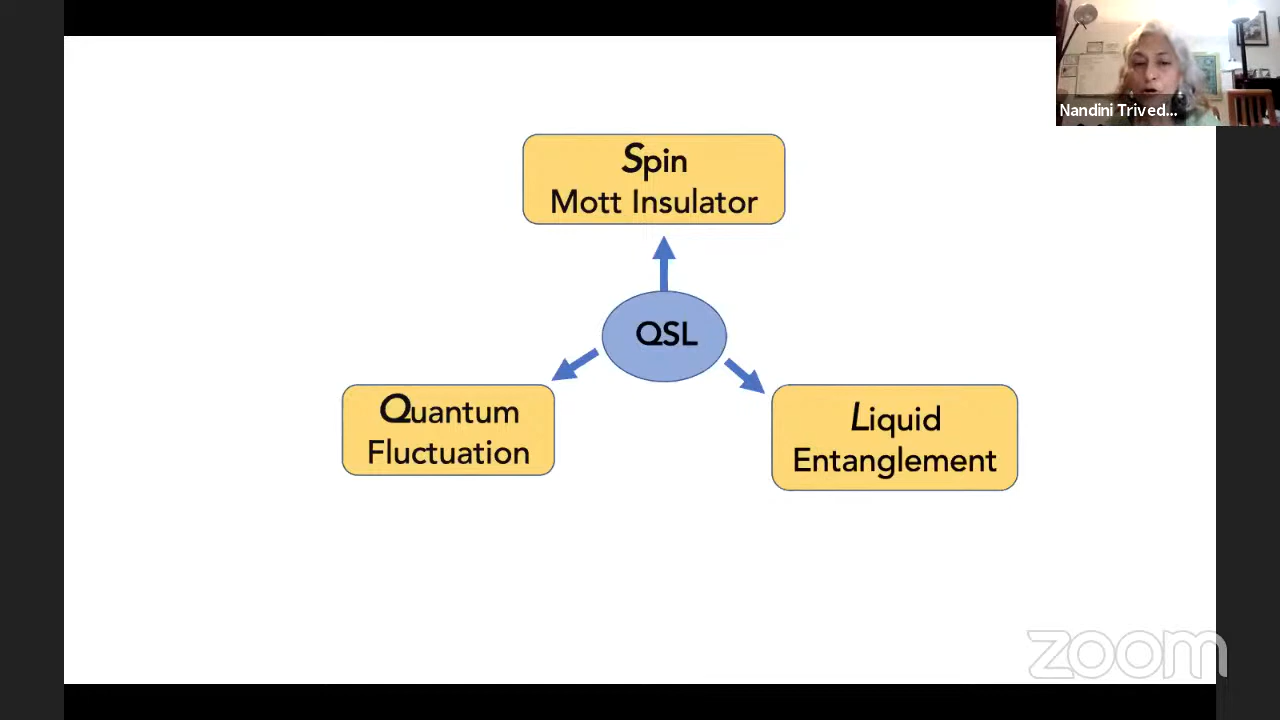 Nandini Trived...
Spin
Mott Insulator
QSL
Quantum
Fluctuation
Liquid
Entanglement
zoom